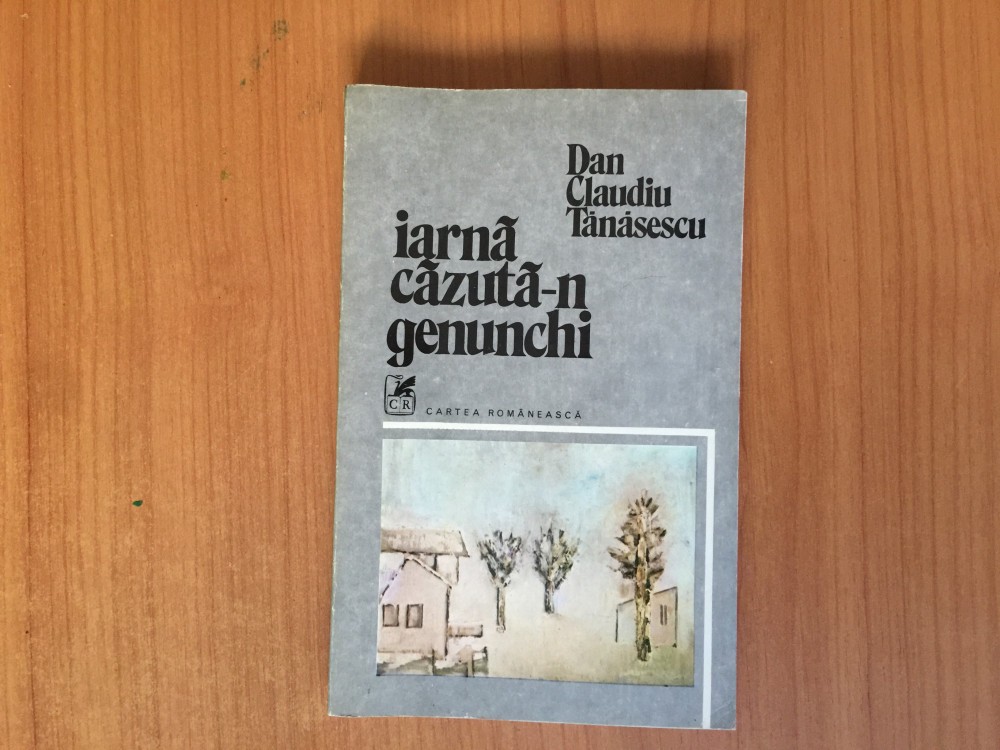 Dan
Claudiu
Tănăsescu
iarnă
căzută-n
genunchi
CR
CARTEA ROMÂNEASCĂ